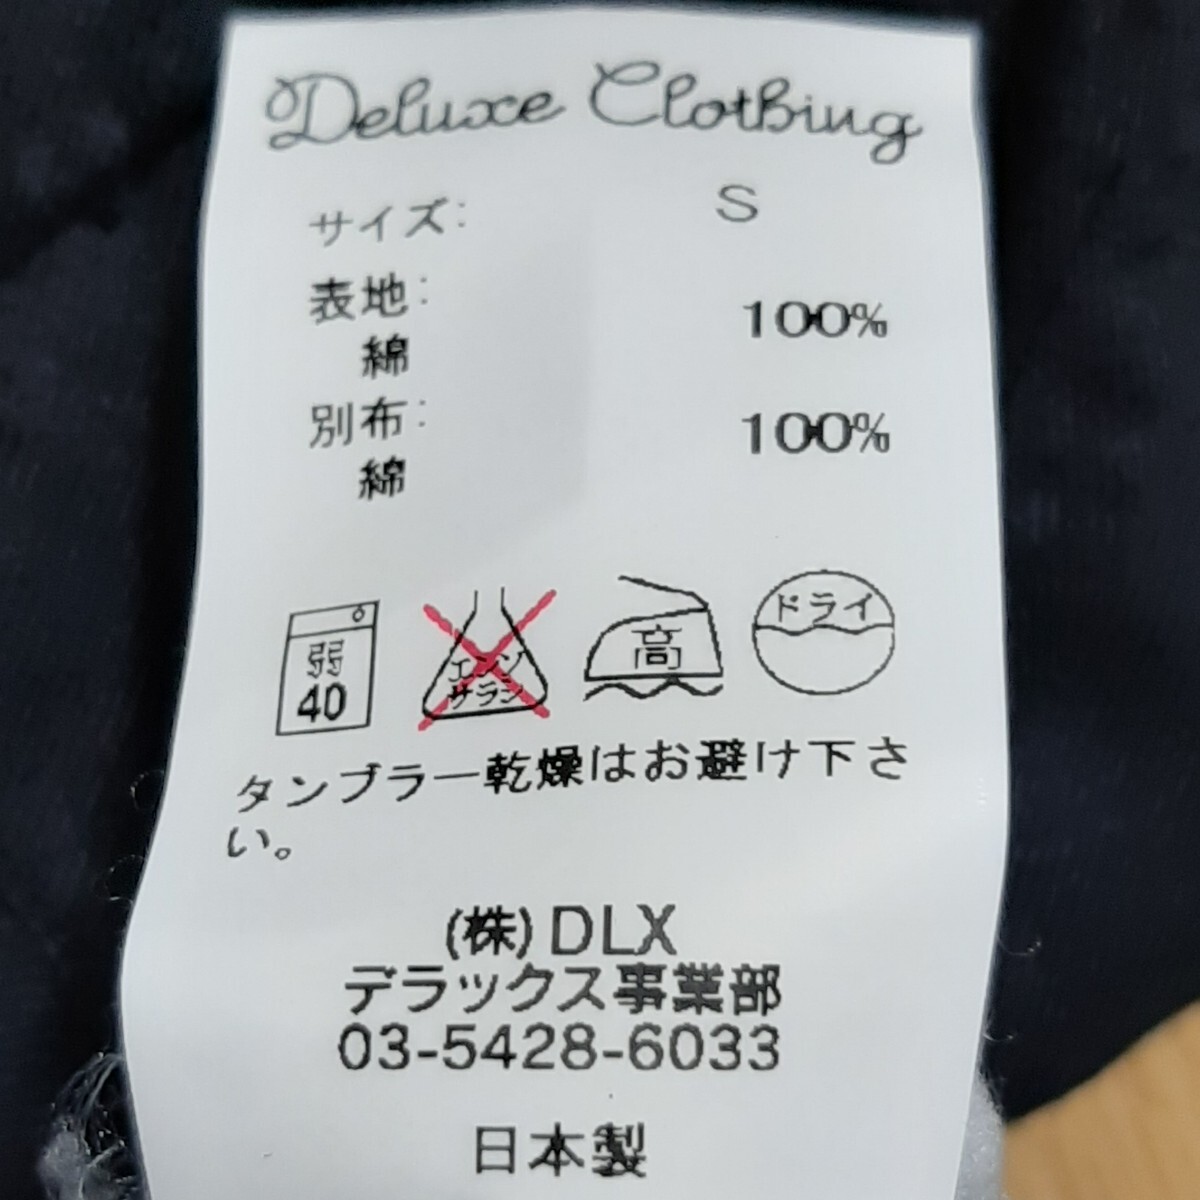 Deluxe Clothing
サイズ: S
表地:
綿 100%
別布:
綿 100%
弱
40
エンソ
サラシ
高
ドライ
タンブラー乾燥はお避け下さ
い。
(株)DLX
デラックス事業部
03-5428-6033
日本製